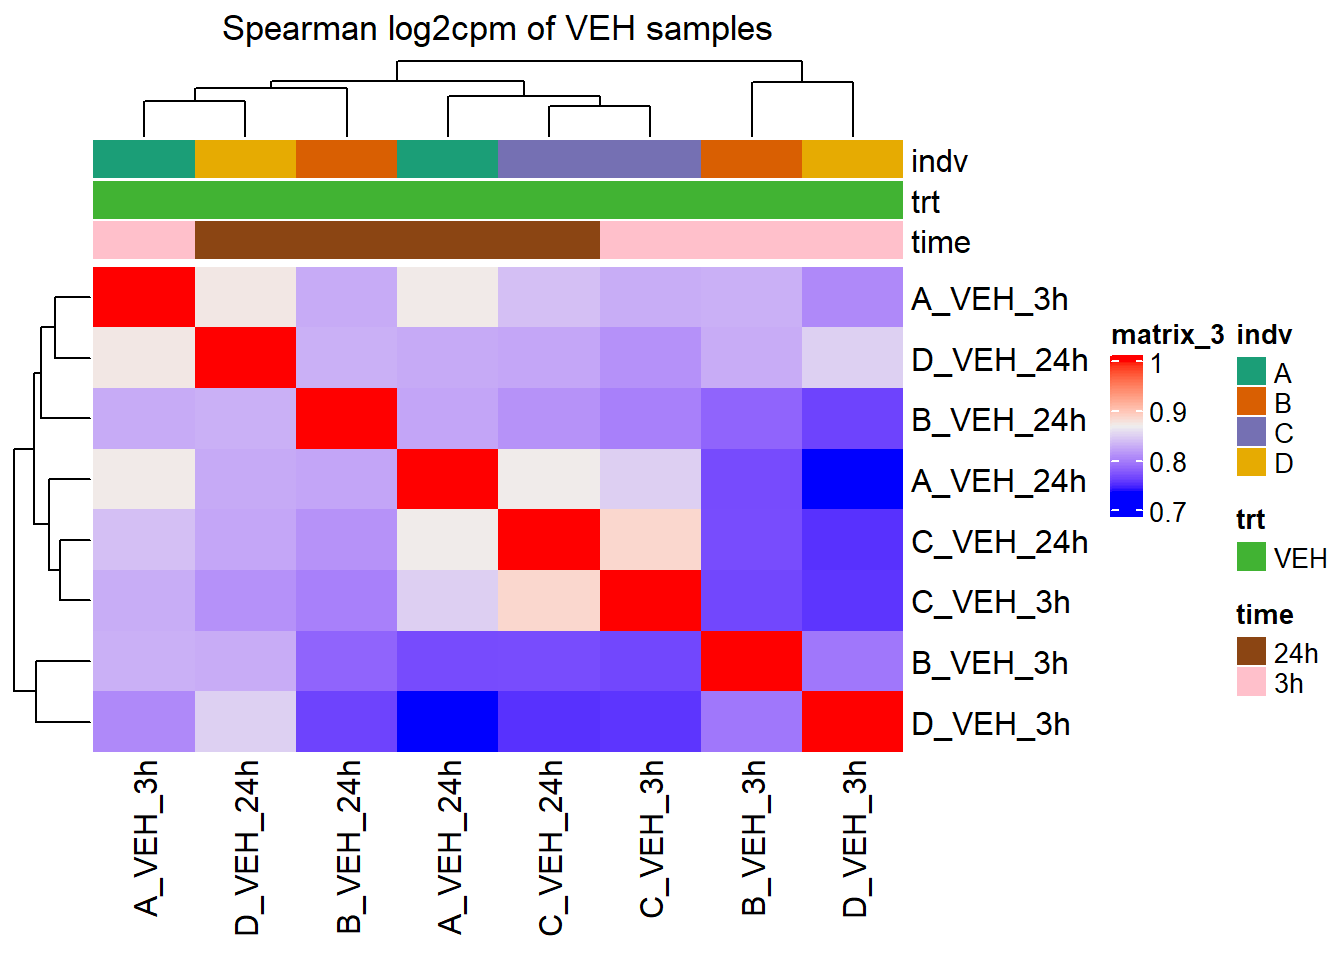 Spearman log2cpm of VEH samples
indv
trt
time
A_VEH_3h
D_VEH_24h
B_VEH_24h
A_VEH_24h
C_VEH_24h
C_VEH_3h
B_VEH_3h
D_VEH_3h
A_VEH_3h
D_VEH_24h
B_VEH_24h
A_VEH_24h
C_VEH_24h
C_VEH_3h
B_VEH_3h
D_VEH_3h
matrix_3
1
0.9
0.8
0.7
indv
A
B
C
D
trt
VEH
time
24h
3h